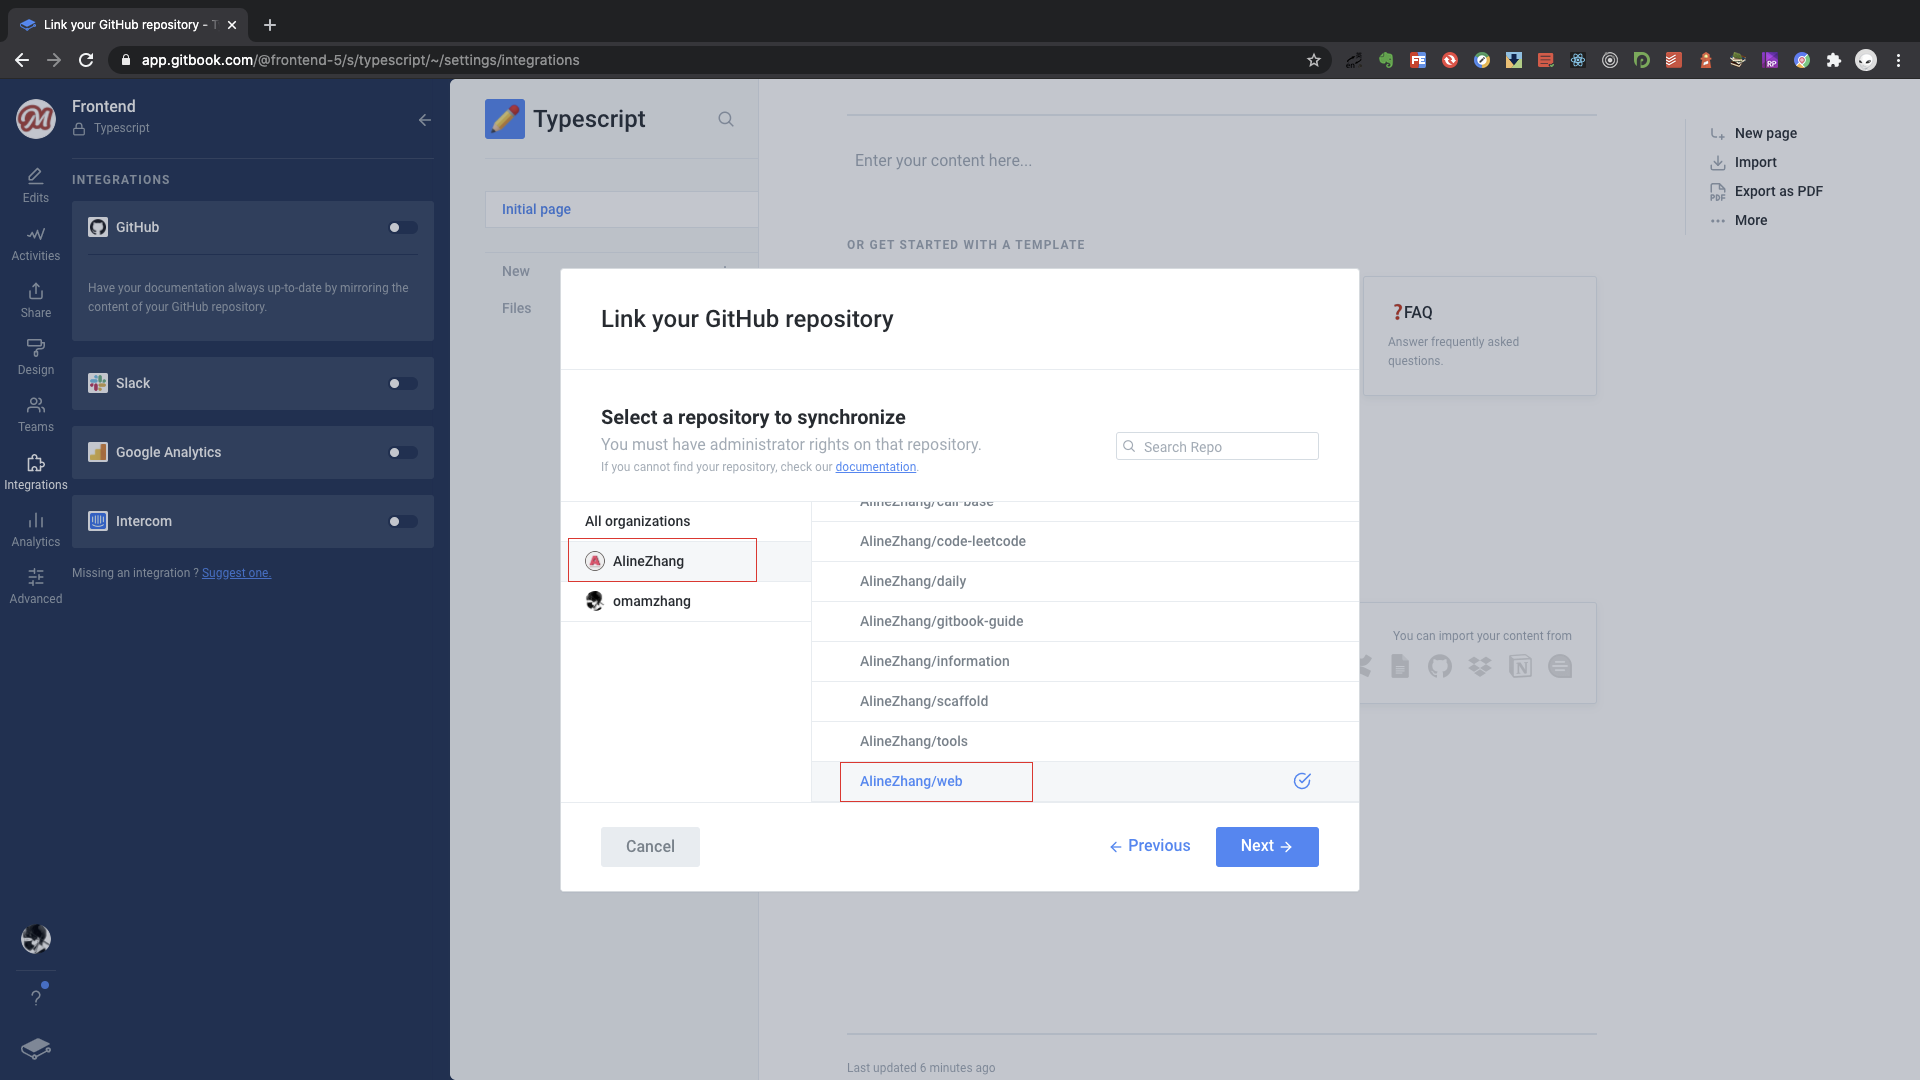 Link your GitHub repository - T
app.gitbook.com/@frontend-5/s/typescript/~/settings/integrations
Frontend
Typescript
Edits
Activities
Share
Design
Teams
Integrations
Analytics
Advanced
INTEGRATIONS
GitHub
Have your documentation always up-to-date by mirroring the
content of your GitHub repository.
Slack
Google Analytics
Intercom
Missing an integration ? Suggest one.
?
Typescript
Initial page
New
Files
Enter your content here...
OR GET STARTED WITH A TEMPLATE
New page
Import
PDF
Export as PDF
More
❓FAQ
Answer frequently asked
questions.
You can import your content from
Link your GitHub repository
Select a repository to synchronize
You must have administrator rights on that repository.
If you cannot find your repository, check our documentation.
Search Repo
All organizations
AlineZhang
omamzhang
AlineZhang/code-leetcode
AlineZhang/daily
AlineZhang/gitbook-guide
AlineZhang/information
AlineZhang/scaffold
AlineZhang/tools
AlineZhang/web
Cancel
Previous
Next
Last updated 6 minutes ago